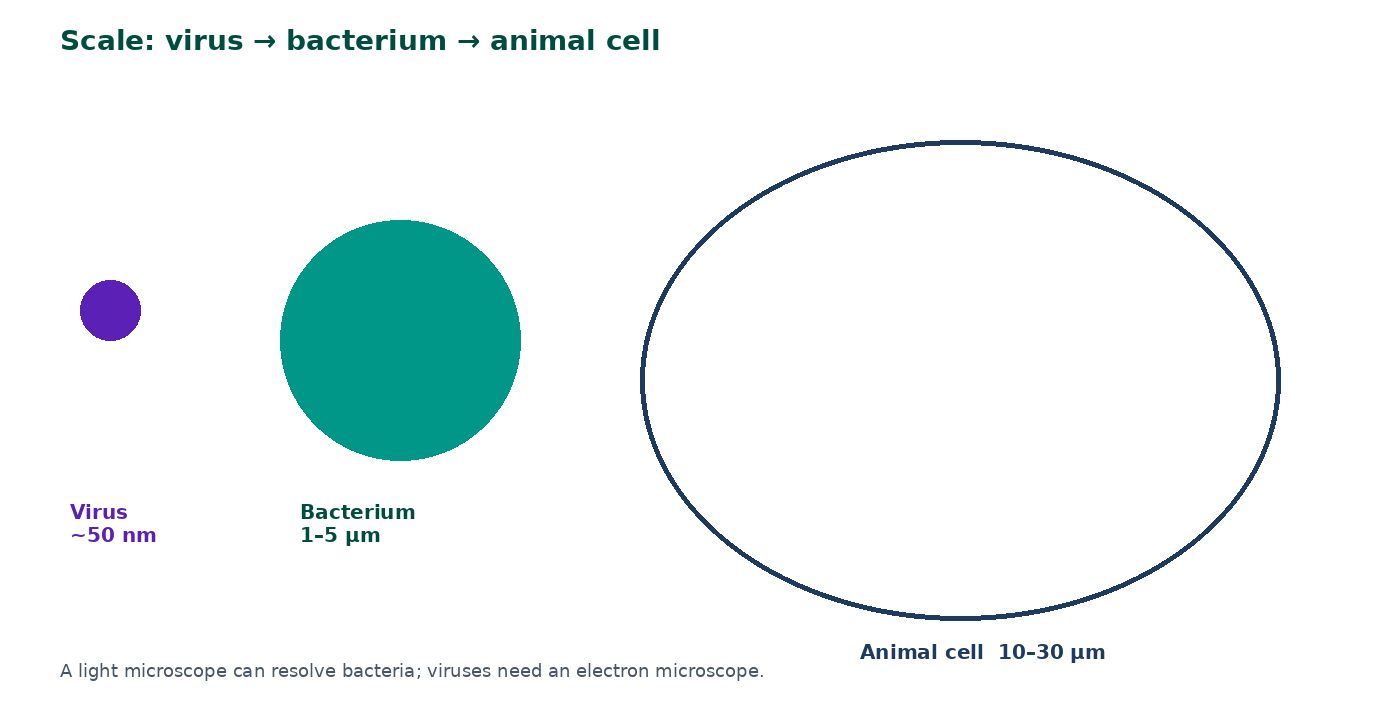 Scale: virus → bacterium → animal cell
Virus
~50 nm
Bacterium
1–5 µm
Animal cell  10–30 µm
A light microscope can resolve bacteria; viruses need an electron microscope.